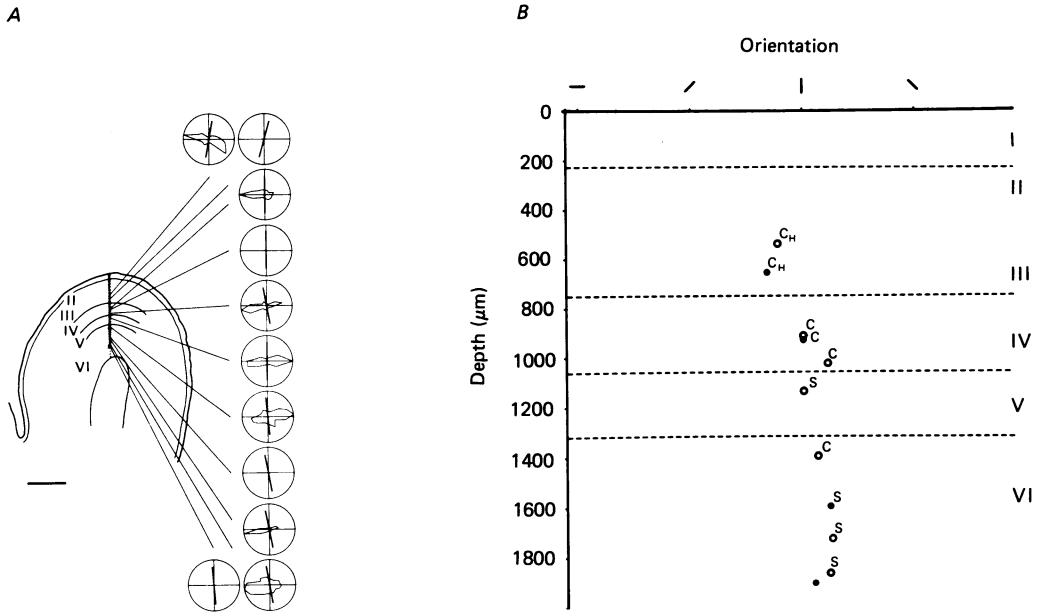 A
II
III
IV
V
VI
B
Orientation
Depth (μm)
0
200
400
600
800
1000
1200
1400
1600
1800
I
II
III
IV
V
VI
CH
CH
C
C
C
S
C
S
S
S